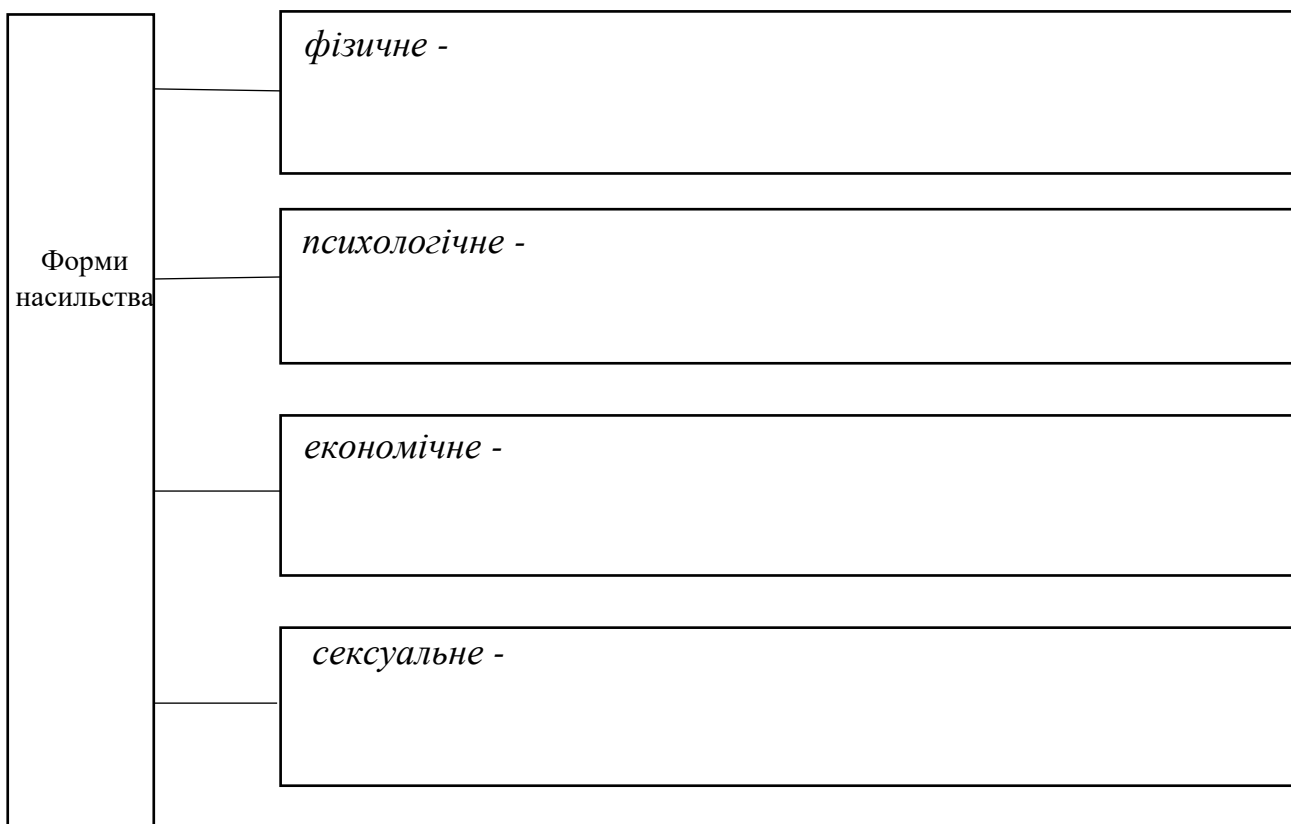 фізичне -
психологічне -
Форми
насильства
економічне -
сексуальне -